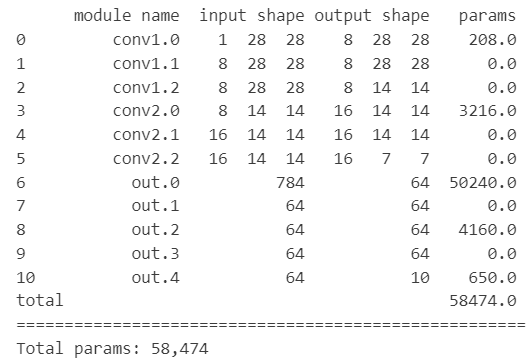 module name input shape output shape params
0 conv1.0 1 28 28 8 28 28 208.0
1 conv1.1 8 28 28 8 28 28 0.0
2 conv1.2 8 28 28 8 14 14 0.0
3 conv2.0 8 14 14 16 14 14 3216.0
4 conv2.1 16 14 14 16 14 14 0.0
5 conv2.2 16 14 14 16 7 7 0.0
6 out.0 784 64 50240.0
7 out.1 64 64 0.0
8 out.2 64 64 4160.0
9 out.3 64 64 0.0
10 out.4 64 10 650.0
total 58474.0
=====================================================
Total params: 58,474